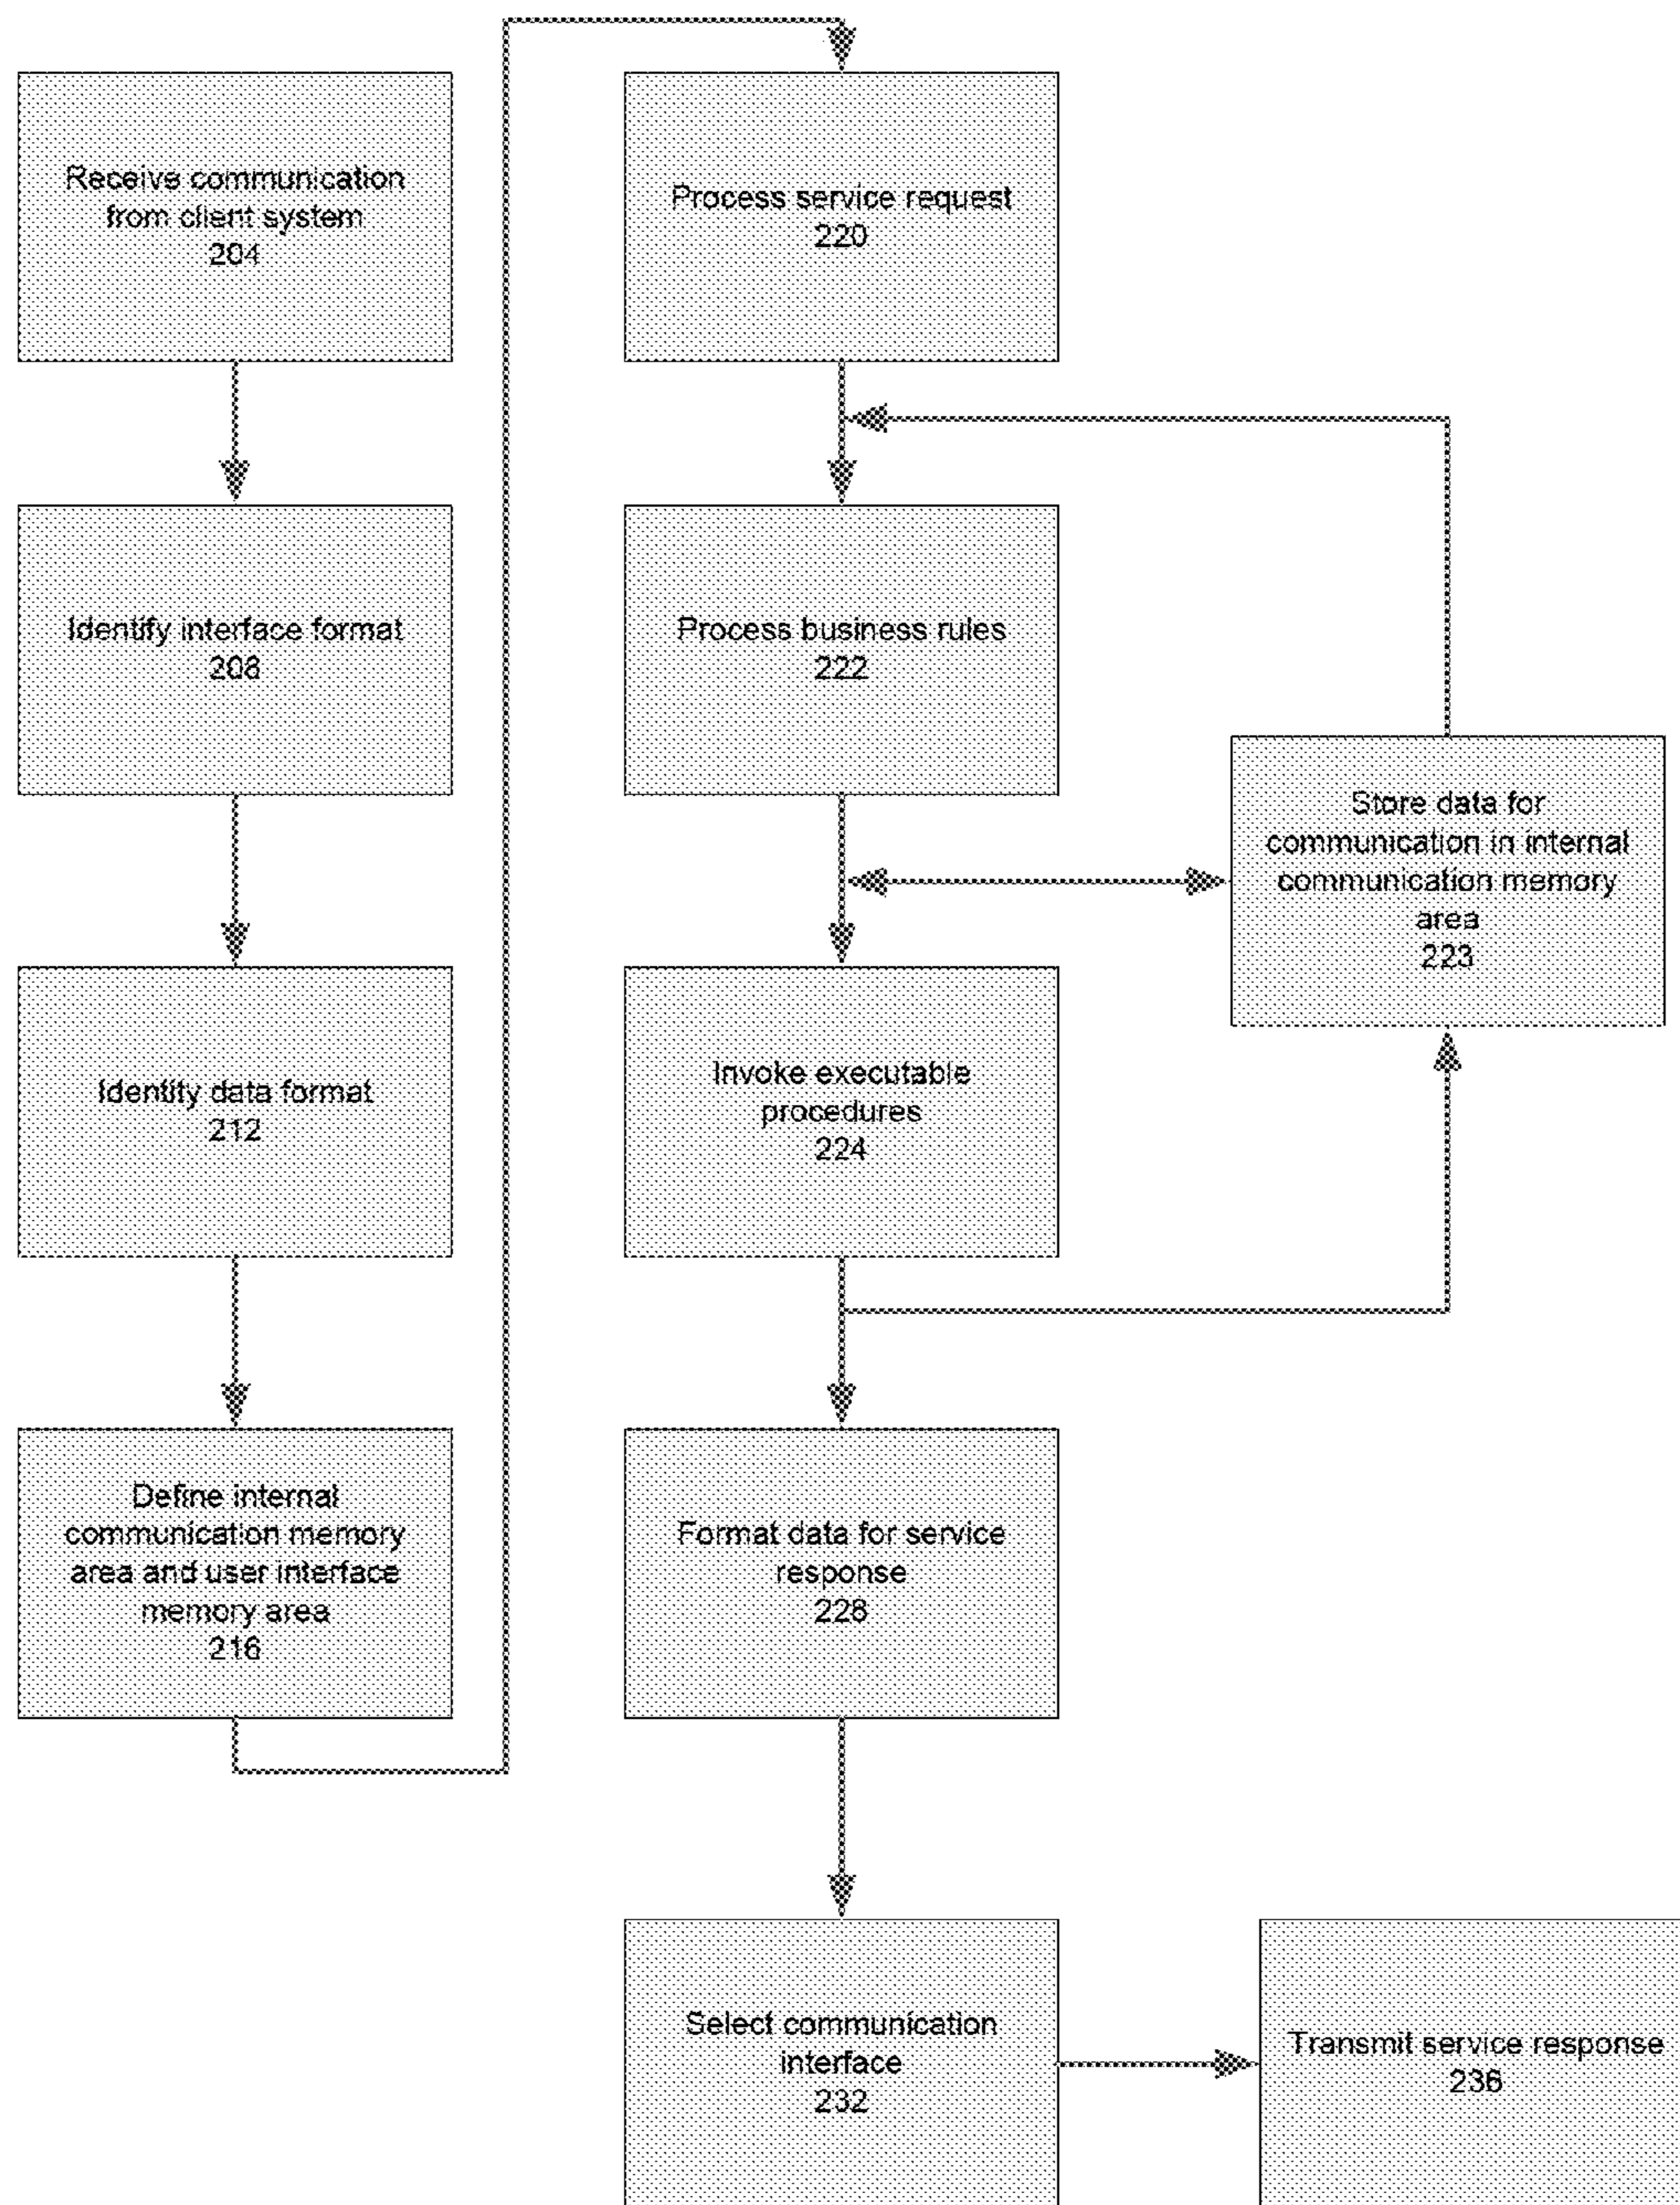 Receive communication
from client system
204
Identify interface format
208
Identify data format
212
Define internal
communication memory
area and user interface
memory area
216
Process service request
220
Process business rules
222
Store data for
communication in internal
communication memory
area
223
Invoke executable
procedures
224
Format data for service
response
228
Select communication
interface
232
Transmit service response
236